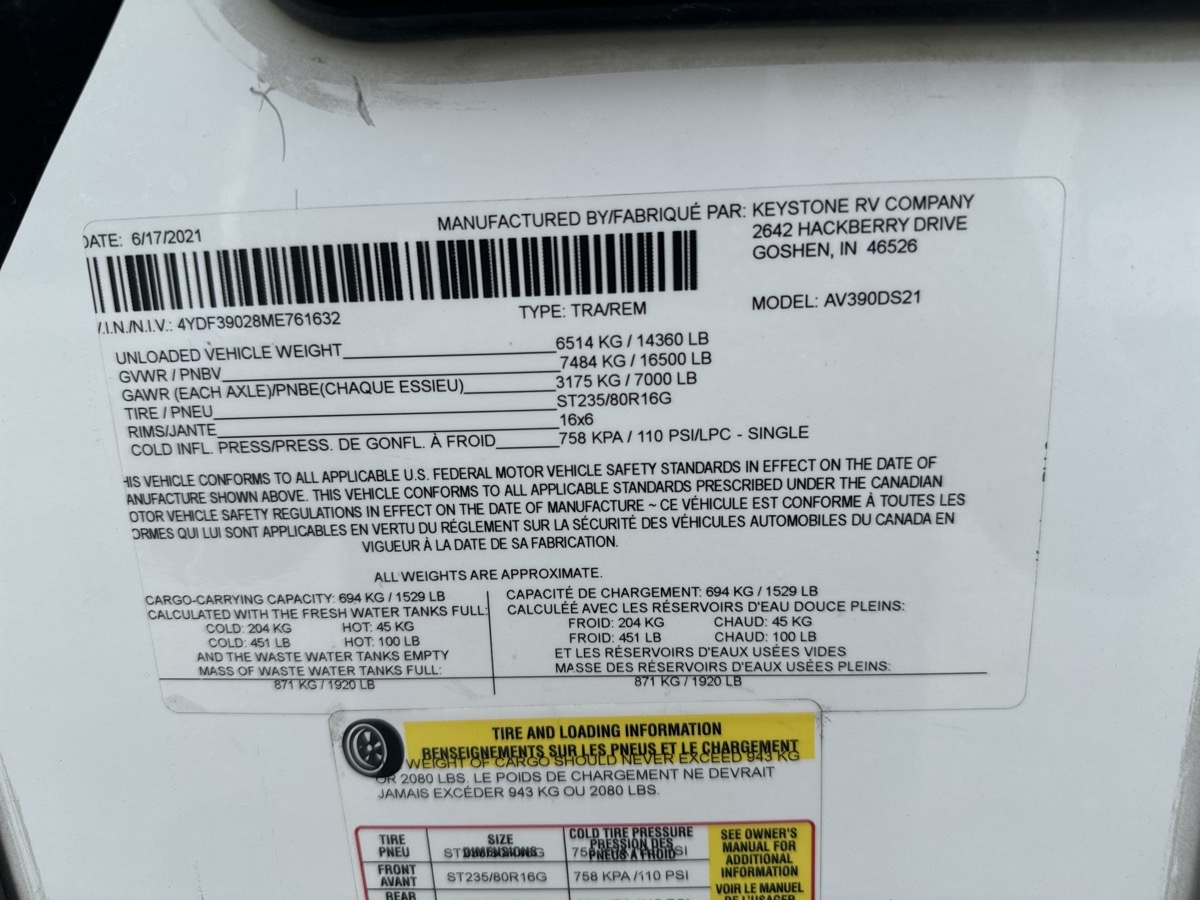 DATE: 6/17/2021
MANUFACTURED BY/FABRIQUÉ PAR: KEYSTONE RV COMPANY
2642 HACKBERRY DRIVE
GOSHEN, IN 46526
/.I.N./N.I.V.: 4YDF39028ME761632
TYPE: TRA/REM
MODEL: AV390DS21
UNLOADED VEHICLE WEIGHT 6514 KG / 14360 LB
GVWR / PNBV 7484 KG / 16500 LB
GAWR (EACH AXLE)/PNBE(CHAQUE ESSIEU) 3175 KG / 7000 LB
TIRE / PNEU ST235/80R16G
RIMS/JANTE 16x6
COLD INFL. PRESS/PRESS. DE GONFL. À FROID 758 KPA / 110 PSI/LPC - SINGLE
HIS VEHICLE CONFORMS TO ALL APPLICABLE U.S. FEDERAL MOTOR VEHICLE SAFETY STANDARDS IN EFFECT ON THE DATE OF
ANUFACTURE SHOWN ABOVE. THIS VEHICLE CONFORMS TO ALL APPLICABLE STANDARDS PRESCRIBED UNDER THE CANADIAN
OTOR VEHICLE SAFETY REGULATIONS IN EFFECT ON THE DATE OF MANUFACTURE ~ CE VÉHICULE EST CONFORME À TOUTES LES
ORMES QUI LUI SONT APPLICABLES EN VERTU DU RÉGLEMENT SUR LA SÉCURITÉ DES VÉHICULES AUTOMOBILES DU CANADA EN
VIGUEUR À LA DATE DE SA FABRICATION.
ALL WEIGHTS ARE APPROXIMATE.
CARGO-CARRYING CAPACITY: 694 KG / 1529 LB
CALCULATED WITH THE FRESH WATER TANKS FULL:
COLD: 204 KG HOT: 45 KG
COLD: 451 LB HOT: 100 LB
AND THE WASTE WATER TANKS EMPTY
MASS OF WASTE WATER TANKS FULL:
871 KG / 1920 LB
CAPACITÉ DE CHARGEMENT: 694 KG / 1529 LB
CALCULÉE AVEC LES RÉSERVOIRS D'EAU DOUCE PLEINS:
FROID: 204 KG CHAUD: 45 KG
FROID: 451 LB CHAUD: 100 LB
ET LES RÉSERVOIRS D'EAUX USÉES VIDES
MASSE DES RÉSERVOIRS D'EAUX USÉES PLEINS:
871 KG / 1920 LB
TIRE AND LOADING INFORMATION
RENSEIGNEMENTS SUR LES PNEUS ET LE CHARGEMENT
WEIGHT OF CARGO SHOULD NEVER EXCEED 943 KG
OR 2080 LBS. LE POIDS DE CHARGEMENT NE DEVRAIT
JAMAIS EXCÉDER 943 KG OU 2080 LBS.
TIRE
PNEU
SIZE
DIMENSIONS
COLD TIRE PRESSURE
PRESSION DES
PNEUS A FROID
SEE OWNER'S
MANUAL FOR
ADDITIONAL
INFORMATION
VOIR LE MANUEL
DE L'USAGER
FRONT
AVANT
ST235/80R16G
758 KPA /110 PSI
REAR